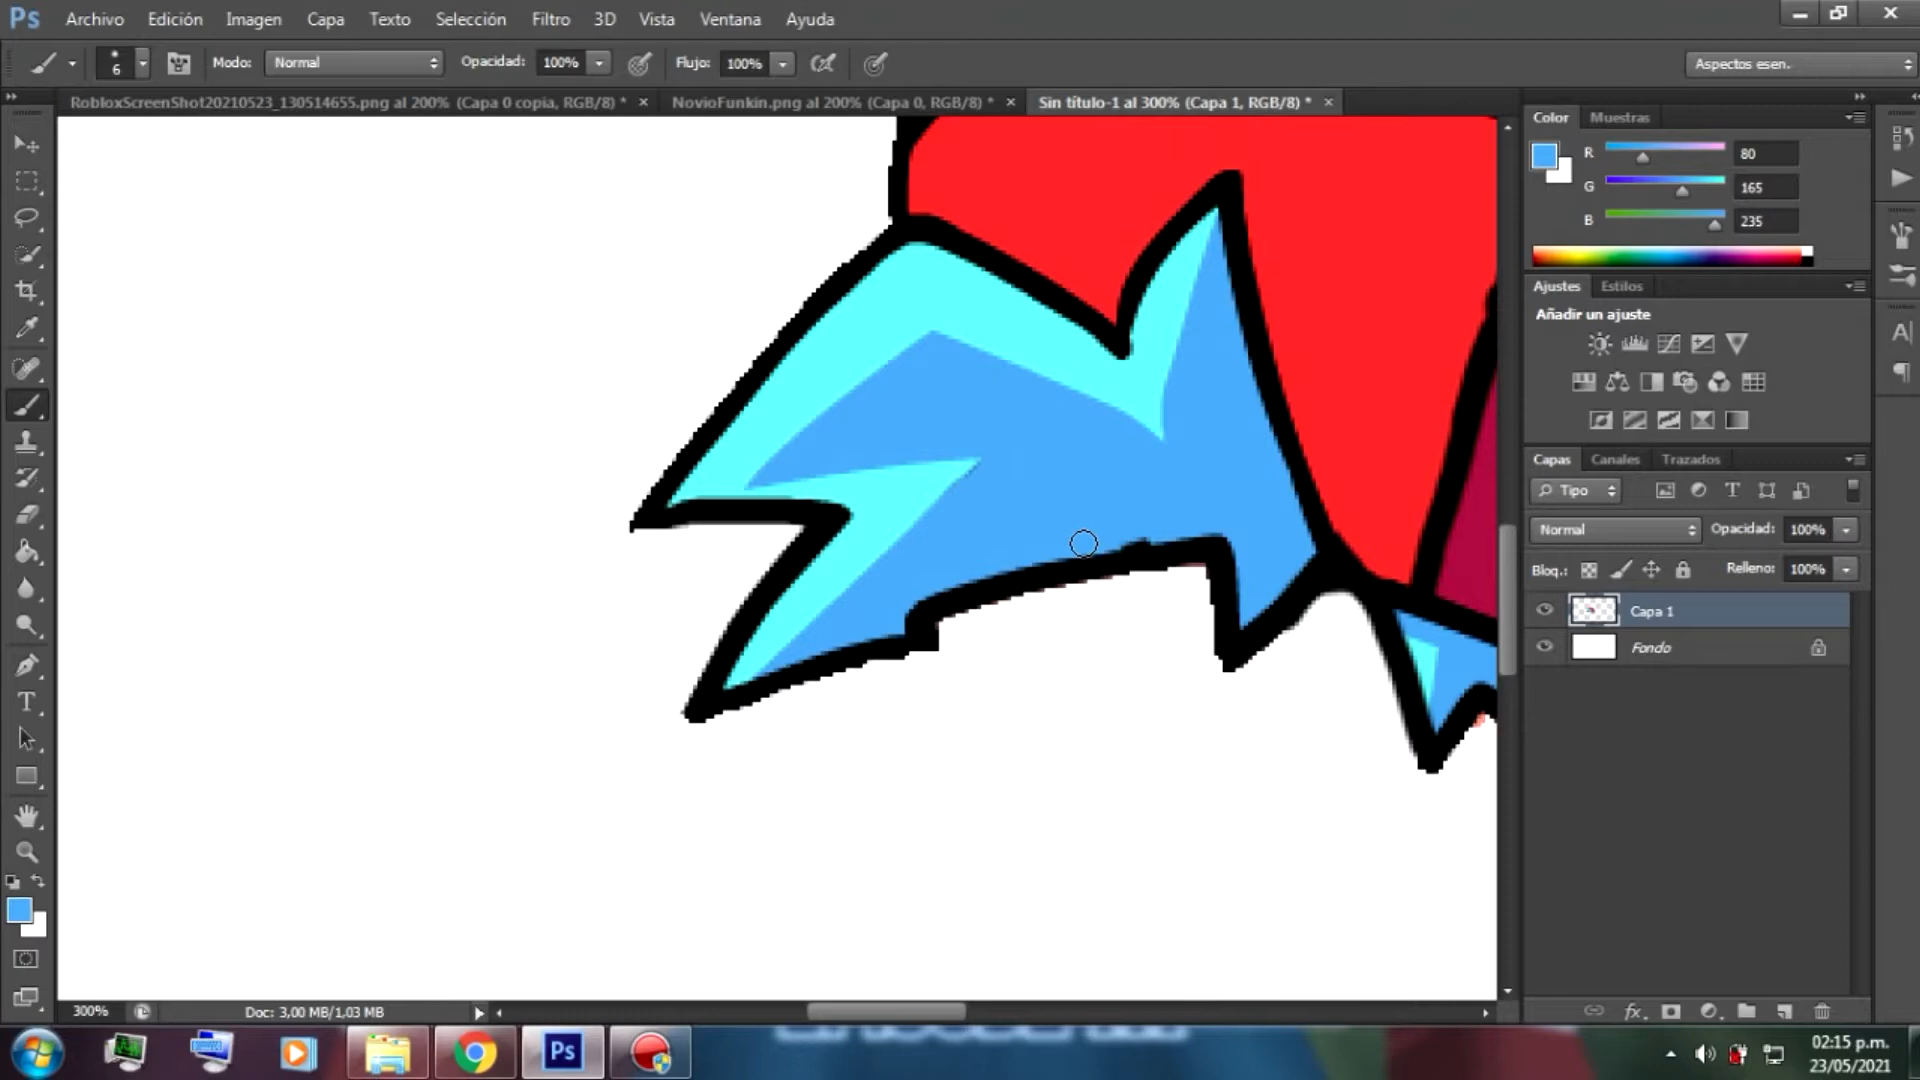 Ps Archivo Edición Imagen Capa Texto Selección Filtro 3D Vista Ventana Ayuda
6 Modo: Normal Opacidad: 100% Flujo: 100% Aspectos esen.
RobloxScreenShot20210523_130514655.png al 200% (Capa 0 copia, RGB/8) * × NovioFunkin.png al 200% (Capa 0, RGB/8) * × Sin título-1 al 300% (Capa 1, RGB/8) * ×
Color Muestras
R 80
G 165
B 235
Ajustes Estilos
Añadir un ajuste
Capas Canales Trazados
Tipo
Normal Opacidad: 100%
Bloq.: Relleno: 100%
Capa 1
Fondo
300% Doc: 3,00 MB/1,03 MB
Ps
02:15 p.m.
23/05/2021